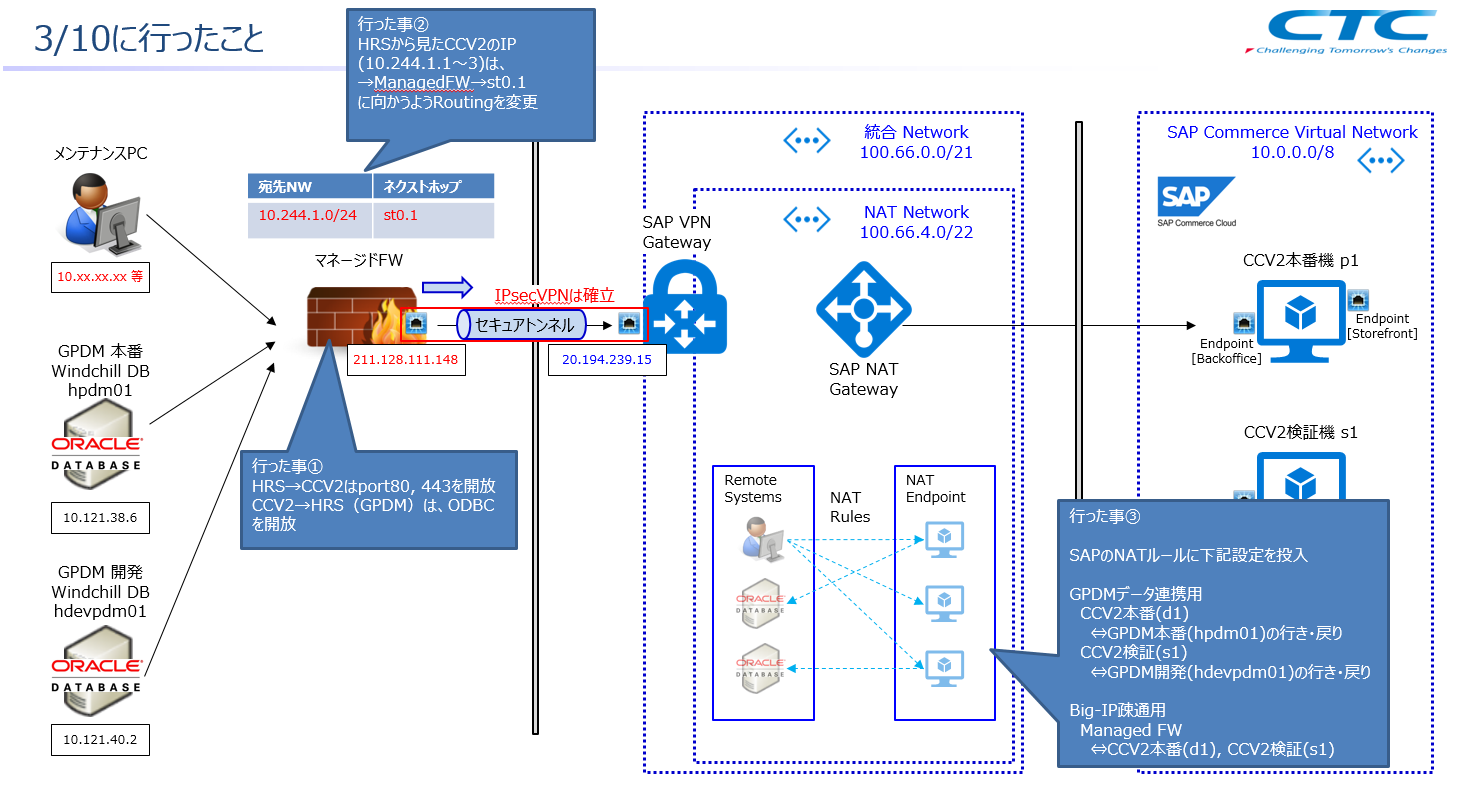 3/10に行ったこと
CTC
Challenging Tomorrow's Changes
行った事②
HRSから見たCCV2のIP
(10.244.1.1～3)は、
→ManagedFW→st0.1
に向かうようRoutingを変更
メンテナンスPC
10.xx.xx.xx 等
宛先NW
ネクストホップ
10.244.1.0/24
st0.1
マネージドFW
IPsecVPNは確立
セキュアトンネル
211.128.111.148
20.194.239.15
GPDM 本番
Windchill DB
hpdm01
ORACLE
DATABASE
10.121.38.6
GPDM 開発
Windchill DB
hdevpdm01
ORACLE
DATABASE
10.121.40.2
行った事①
HRS→CCV2はport80, 443を開放
CCV2→HRS（GPDM）は、ODBC
を開放
統合 Network
100.66.0.0/21
NAT Network
100.66.4.0/22
SAP VPN
Gateway
SAP NAT
Gateway
Remote
Systems
NAT
Rules
NAT
Endpoint
ORACLE
DATABASE
ORACLE
DATABASE
SAP Commerce Virtual Network
10.0.0.0/8
SAP
SAP Commerce Cloud
CCV2本番機 p1
Endpoint
[Storefront]
Endpoint
[Backoffice]
CCV2検証機 s1
行った事③
SAPのNATルールに下記設定を投入
GPDMデータ連携用
CCV2本番(d1)
⇔GPDM本番(hpdm01)の行き・戻り
CCV2検証(s1)
⇔GPDM開発(hdevpdm01)の行き・戻り
Big-IP疎通用
Managed FW
⇔CCV2本番(d1), CCV2検証(s1)